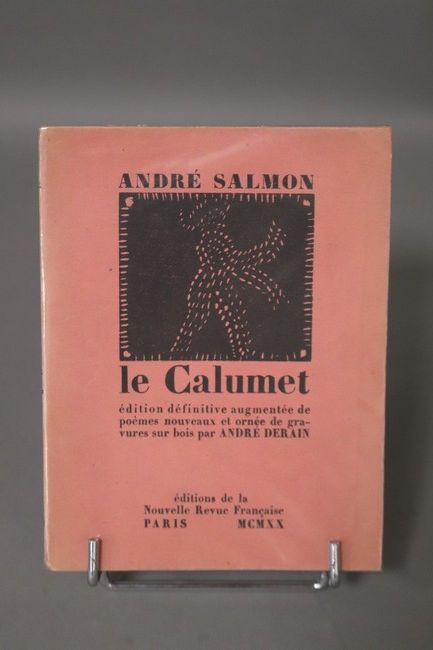 ANDRÉ SALMON
le Calumet
édition définitive augmentée de
poèmes nouveaux et ornée de gra-
vures sur bois par ANDRÉ DERAIN
éditions de la
Nouvelle Revue Française
PARIS MCMXX